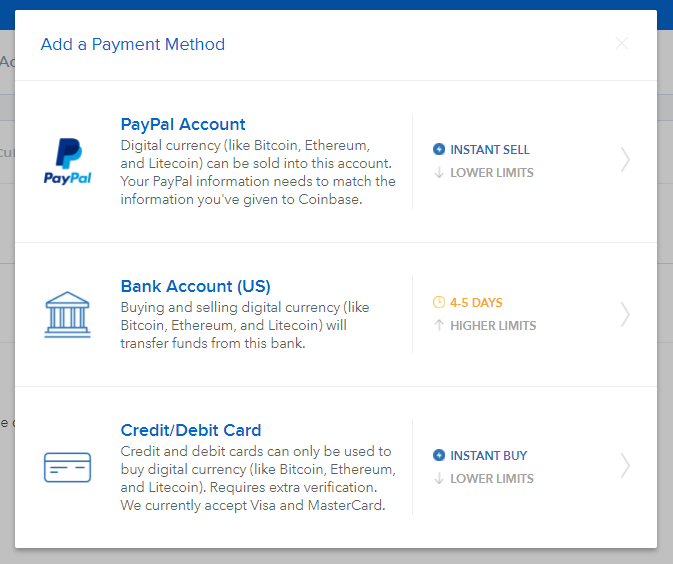 Add a Payment Method
Ac
PayPal Account
Digital currency (like Bitcoin, Ethereum,
and Litecoin) can be sold into this account.
Your PayPal information needs to match the
information you've given to Coinbase.
PayPal
INSTANT SELL
LOWER LIMITS
Bank Account (US)
Buying and selling digital currency (like
Bitcoin, Ethereum, and Litecoin) will
transfer funds from this bank.
4-5 DAYS
HIGHER LIMITS
Credit/Debit Card
Credit and debit cards can only be used to
buy digital currency (like Bitcoin, Ethereum,
and Litecoin). Requires extra verification.
We currently accept Visa and MasterCard.
INSTANT BUY
LOWER LIMITS